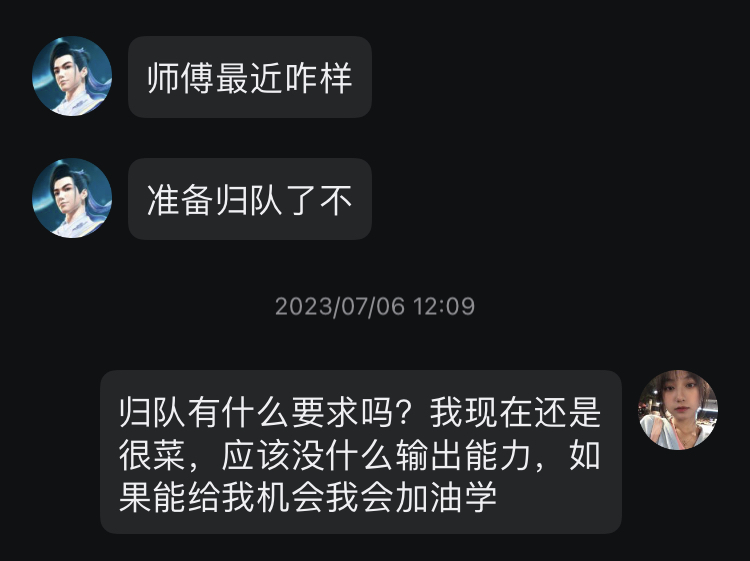 师傅最近咋样
准备归队了不
2023/07/06 12:09
归队有什么要求吗？我现在还是
很菜，应该没什么输出能力，如
果能给我机会我会加油学